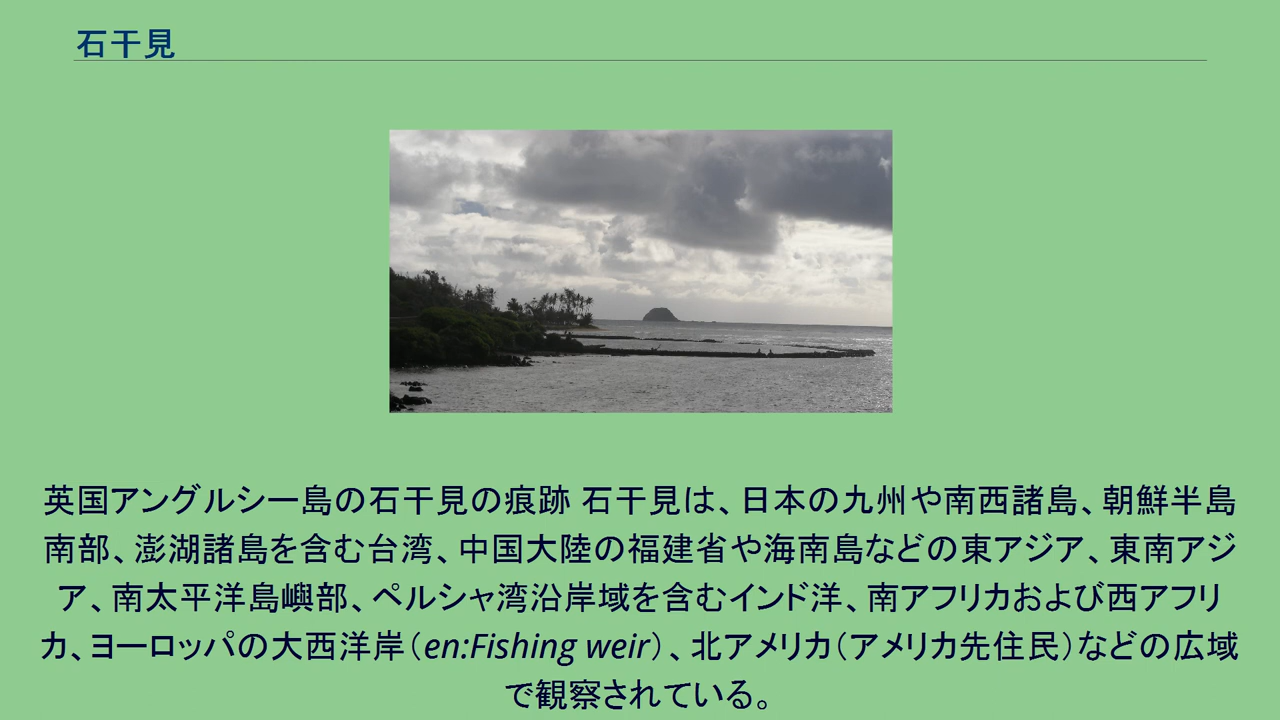 石干見
英国アングルシー島の石干見の痕跡 石干見は、日本の九州や南西諸島、朝鮮半島
南部、澎湖諸島を含む台湾、中国大陸の福建省や海南島などの東アジア、東南アジ
ア、南太平洋島嶼部、ペルシャ湾沿岸域を含むインド洋、南アフリカおよび西アフリ
カ、ヨーロッパの大西洋岸（en:Fishing weir）、北アメリカ（アメリカ先住民）などの広域
で観察されている。